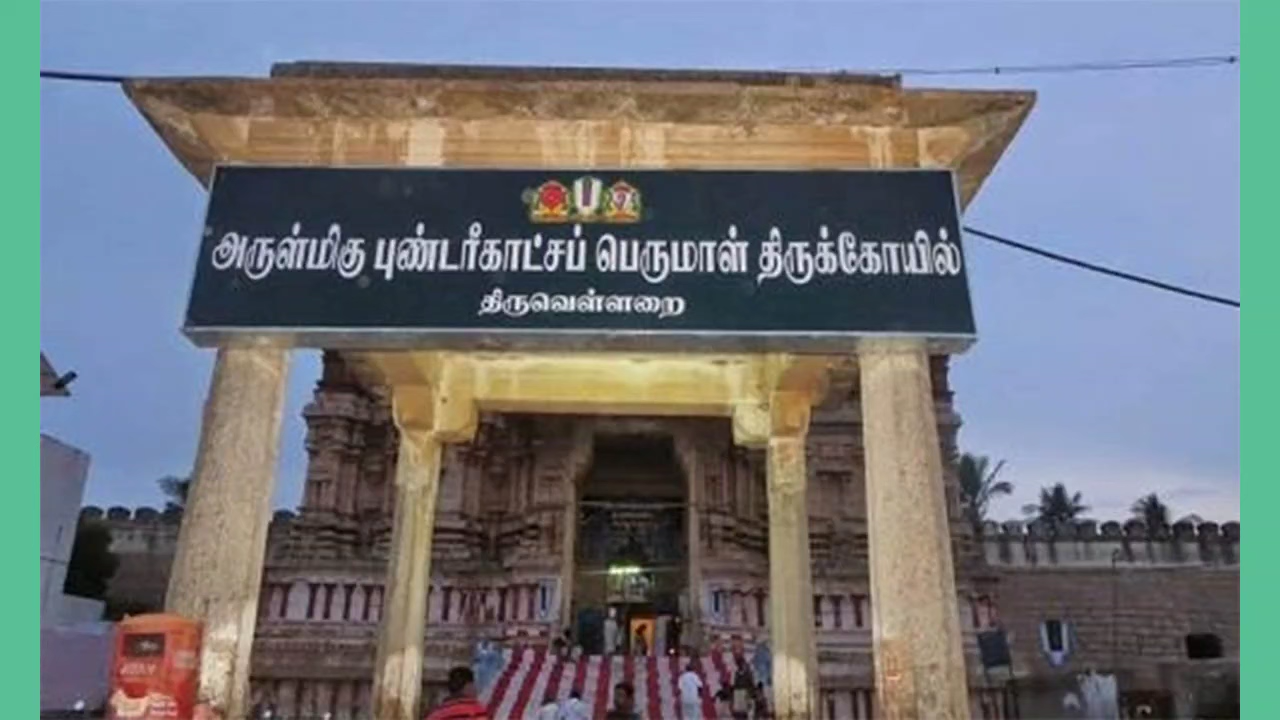 அருள்மிகு புண்டரீகாட்சப் பெருமாள் திருக்கோயில்
திருவெள்ளறை